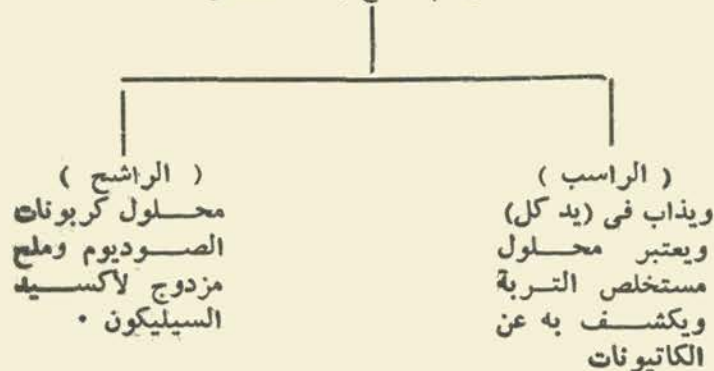 ( الراسب )
ويذاب فى (يد كل)
ويعتبر محلول
مستخلص التربة
ويكشف به عن
الكاتيونات
( الراشح )
محلول كربونات
الصوديوم وملح
مزدوج لأكسيد
السيليكون •